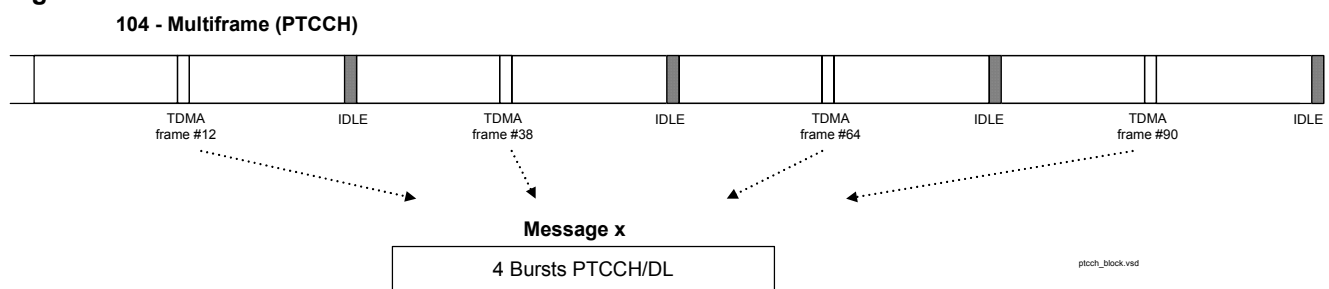 104 - Multiframe (PTCCH)
TDMA
frame #12
IDLE
TDMA
frame #38
IDLE
TDMA
frame #64
IDLE
TDMA
frame #90
IDLE
Message x
4 Bursts PTCCH/DL
ptcch_block.vsd